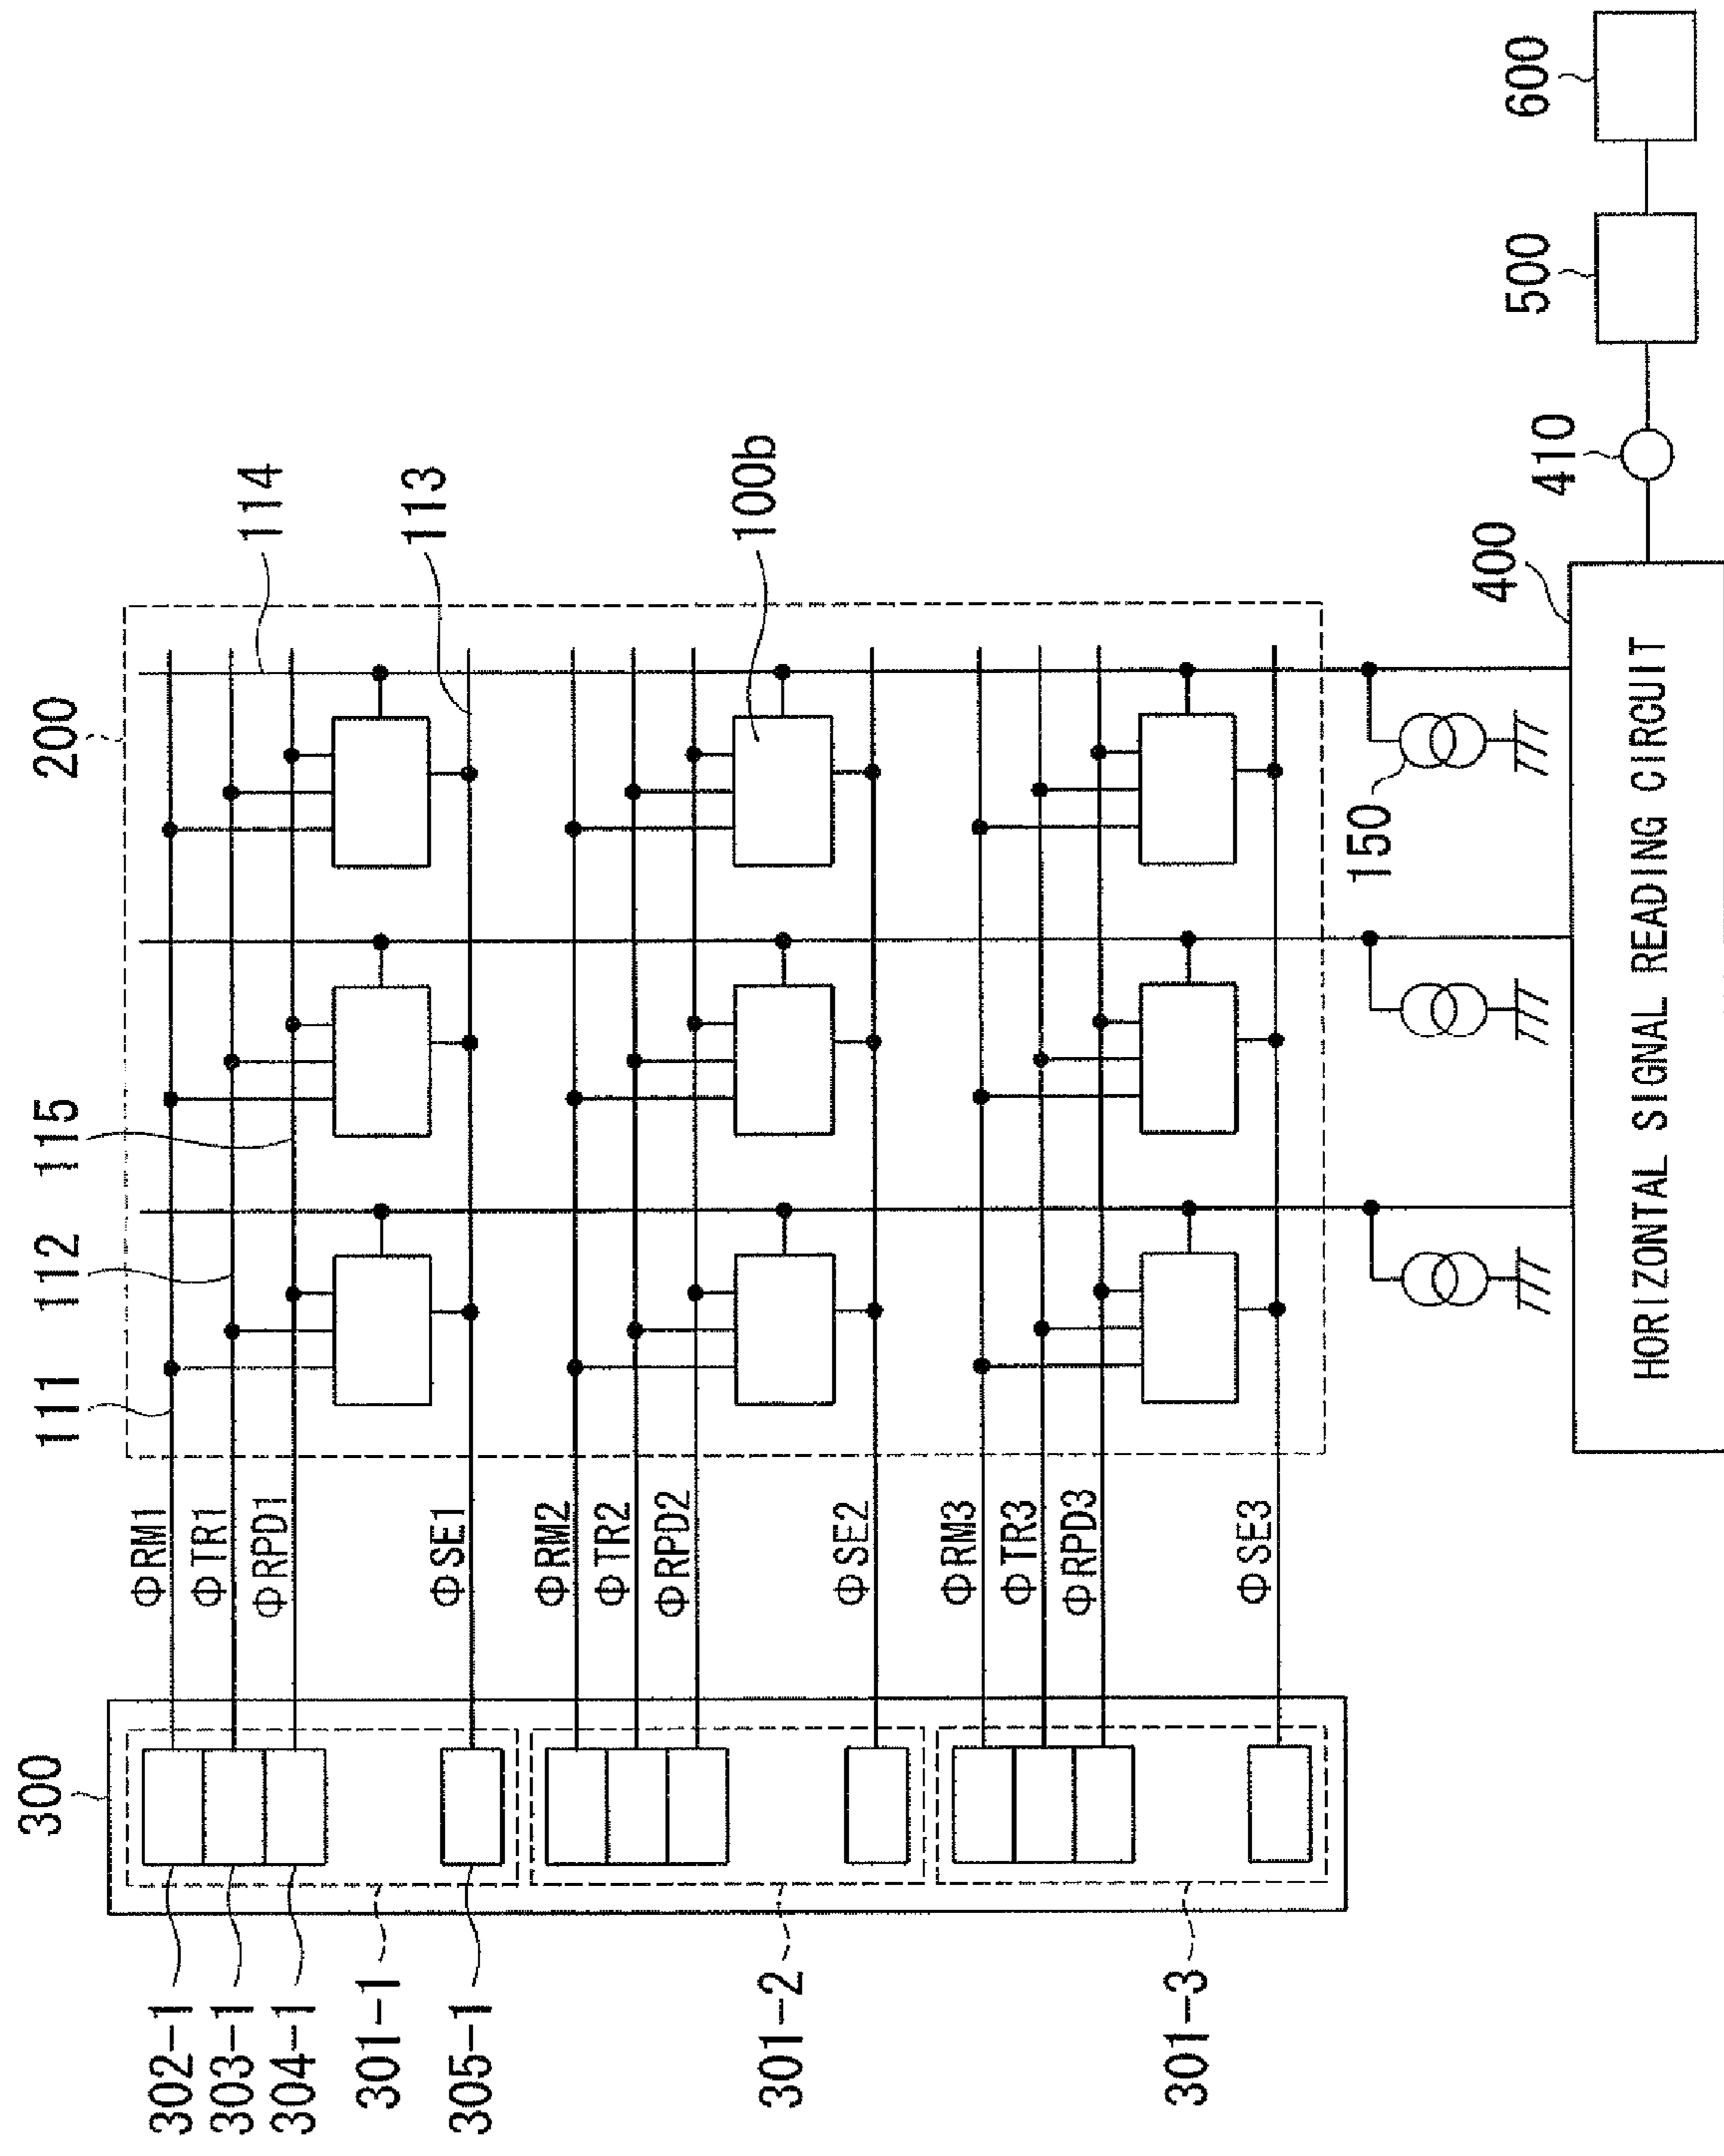 300
200
302-1
303-1
304-1
301-1
305-1
301-2
301-3
ΦRM1
ΦTR1
ΦRPD1
ΦSE1
ΦRM2
ΦTR2
ΦRPD2
ΦSE2
ΦRM3
ΦTR3
ΦRPD3
ΦSE3
111
112
115
114
113
100b
150
400
HORIZONTAL SIGNAL READING CIRCUIT
410
500
600